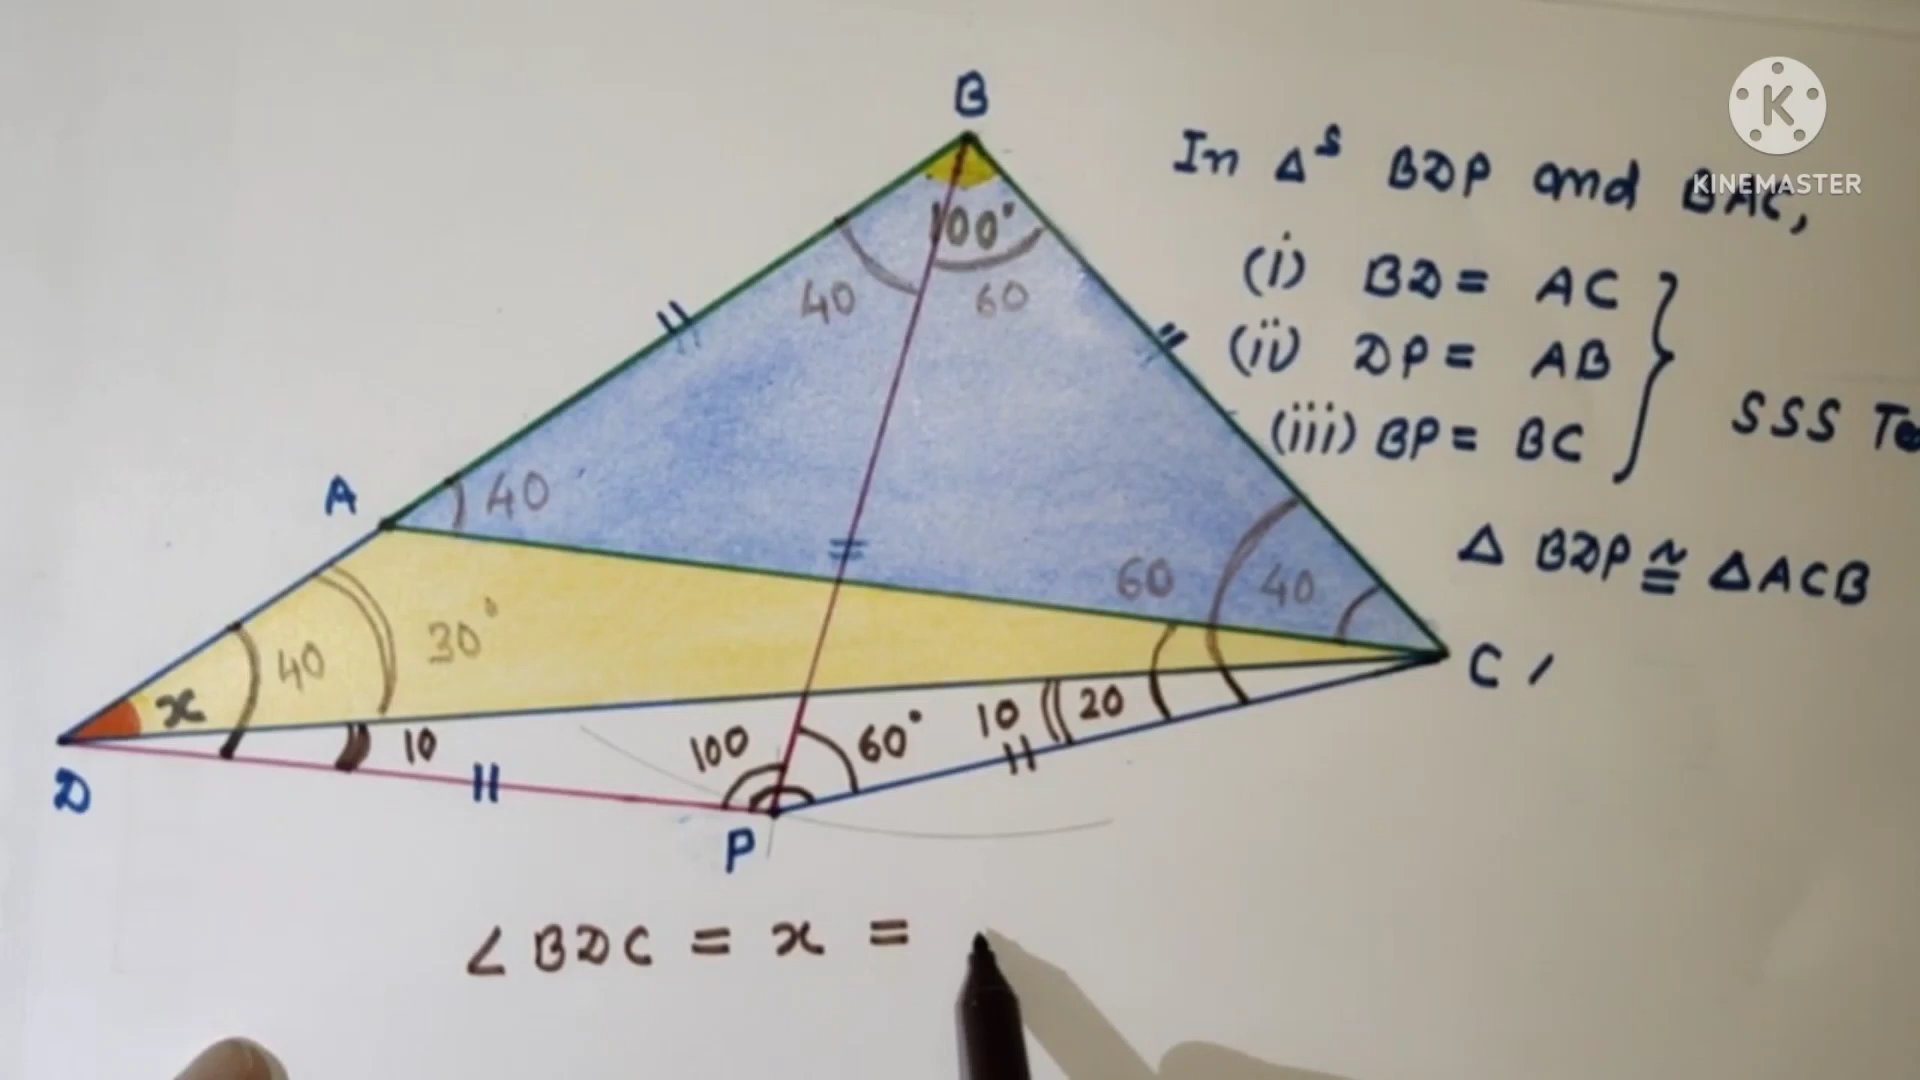 B
In Δs BDP and BAC,
KINEMASTER
(i) BD = AC
(ii) DP = AB
(iii) BP = BC
SSS
Δ BDP ≅ ΔACB
100°
40
60
A
40
60
40
C
x
40
30°
10
100
60°
10
20
D
P
∠BDC = x =